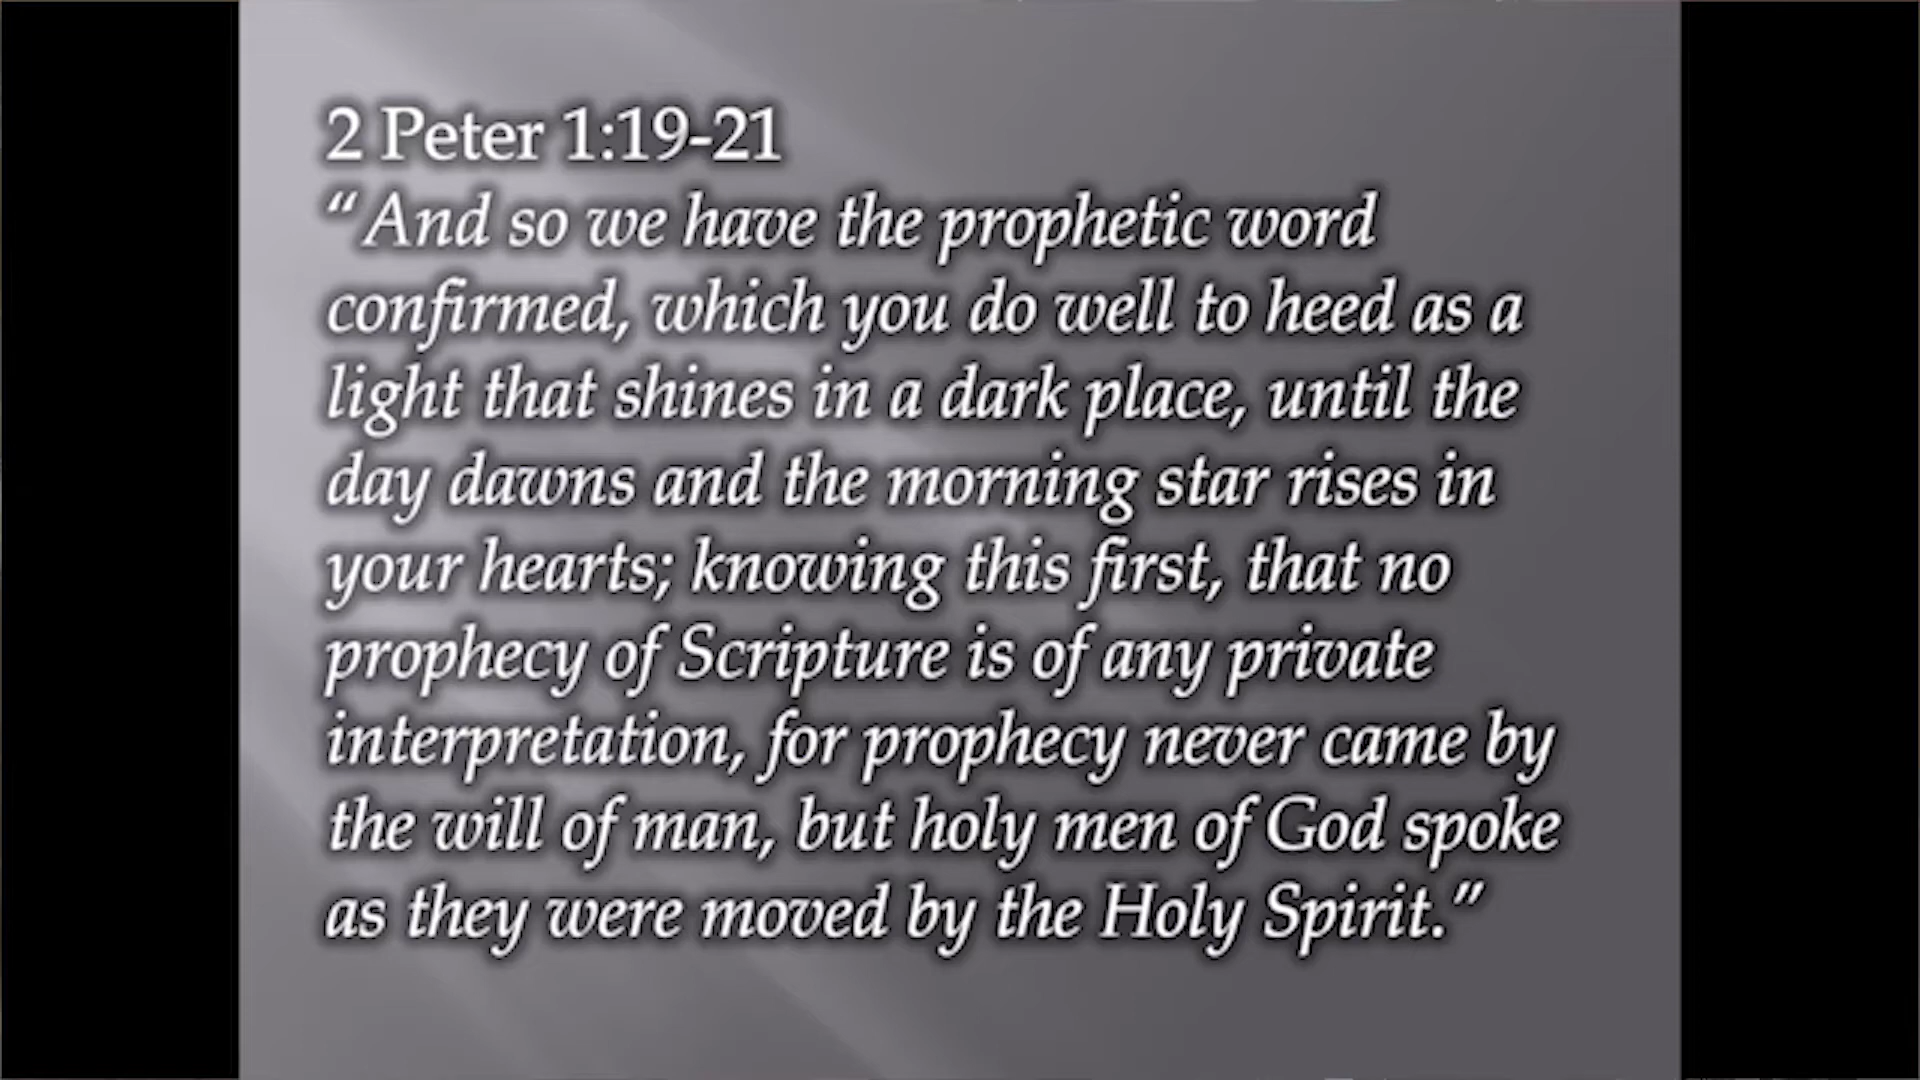 2 Peter 1:19-21
“And so we have the prophetic word
confirmed, which you do well to heed as a
light that shines in a dark place, until the
day dawns and the morning star rises in
your hearts; knowing this first, that no
prophecy of Scripture is of any private
interpretation, for prophecy never came by
the will of man, but holy men of God spoke
as they were moved by the Holy Spirit.”